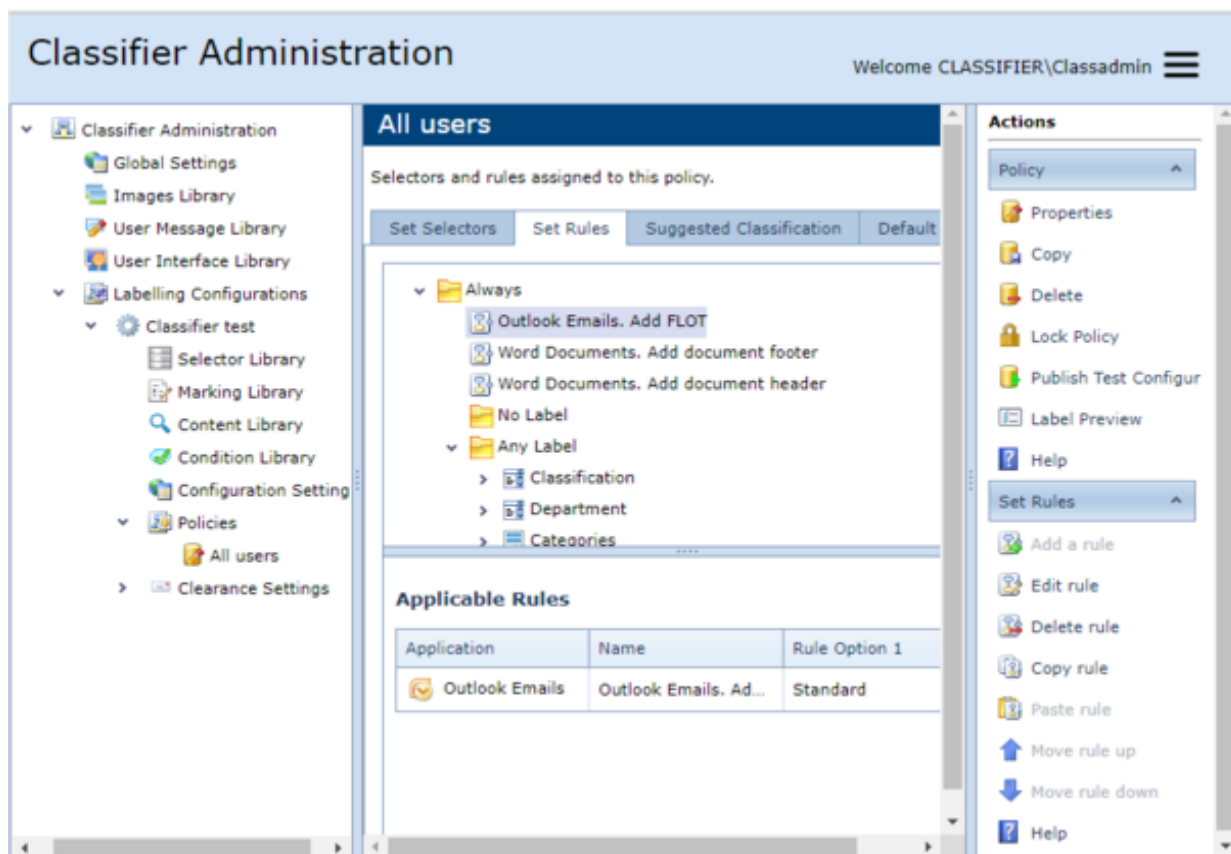 Classifier Administration
Welcome CLASSIFIER\Classadmin
Classifier Administration
Global Settings
Images Library
User Message Library
User Interface Library
Labelling Configurations
Classifier test
Selector Library
Marking Library
Content Library
Condition Library
Configuration Setting
Policies
All users
Clearance Settings
All users
Selectors and rules assigned to this policy.
Set Selectors
Set Rules
Suggested Classification
Default
Always
Outlook Emails. Add FLOT
Word Documents. Add document footer
Word Documents. Add document header
No Label
Any Label
Classification
Department
Categories
Applicable Rules
Application Name Rule Option 1
Outlook Emails Outlook Emails. Ad... Standard
Actions
Policy
Properties
Copy
Delete
Lock Policy
Publish Test Configur
Label Preview
Help
Set Rules
Add a rule
Edit rule
Delete rule
Copy rule
Paste rule
Move rule up
Move rule down
Help